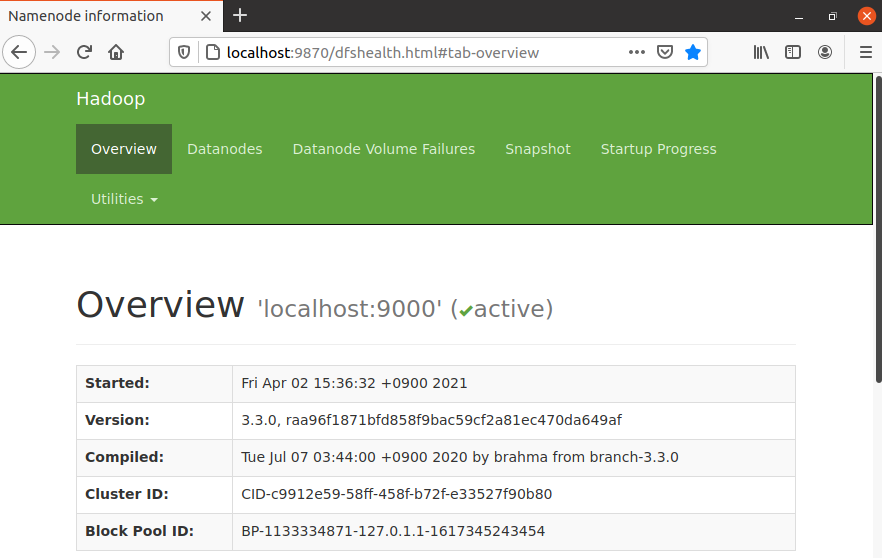 Namenode information
localhost:9870/dfshealth.html#tab-overview
Hadoop
Overview Datanodes Datanode Volume Failures Snapshot Startup Progress
Utilities
Overview 'localhost:9000' (✔active)
Started: Fri Apr 02 15:36:32 +0900 2021
Version: 3.3.0, raa96f1871bfd858f9bac59cf2a81ec470da649af
Compiled: Tue Jul 07 03:44:00 +0900 2020 by brahma from branch-3.3.0
Cluster ID: CID-c9912e59-58ff-458f-b72f-e33527f90b80
Block Pool ID: BP-1133334871-127.0.1.1-1617345243454